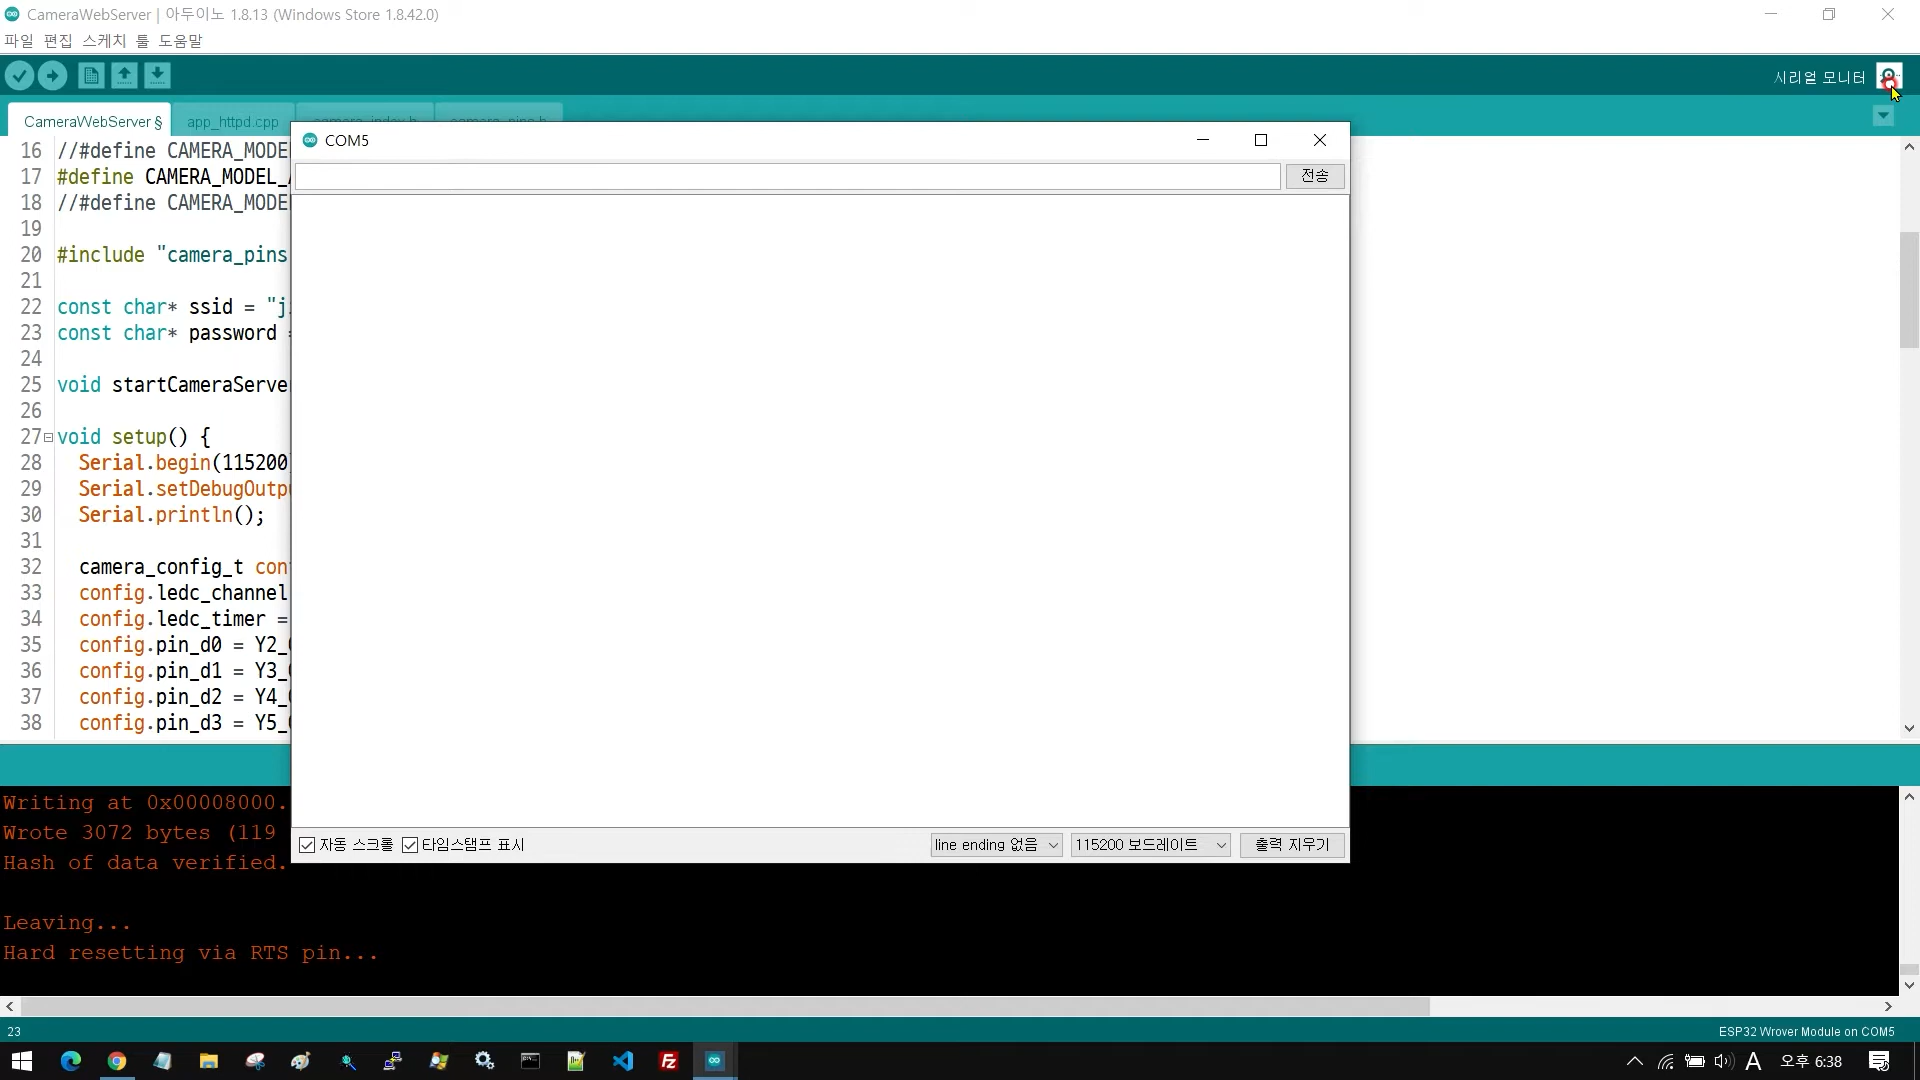 CameraWebServer | 아두이노 1.8.13 (Windows Store 1.8.42.0)
파일 편집 스케치 툴 도움말
시리얼 모니터
CameraWebServer § app_httpd.cpp
COM5
전송
16 //#define CAMERA_MODE
17 #define CAMERA_MODEL_
18 //#define CAMERA_MODE
19
20 #include "camera_pins
21
22 const char* ssid = "j
23 const char* password =
24
25 void startCameraServe
26
27 void setup() {
28 Serial.begin(115200
29 Serial.setDebugOutp
30 Serial.println();
31
32 camera_config_t con
33 config.ledc_channel
34 config.ledc_timer =
35 config.pin_d0 = Y2_
36 config.pin_d1 = Y3_
37 config.pin_d2 = Y4_
38 config.pin_d3 = Y5_
자동 스크롤 타임스탬프 표시 line ending 없음 115200 보드레이트 출력 지우기
Writing at 0x00008000.
Wrote 3072 bytes (119
Hash of data verified.
Leaving...
Hard resetting via RTS pin...
23
ESP32 Wrover Module on COM5
A 오후 6:38